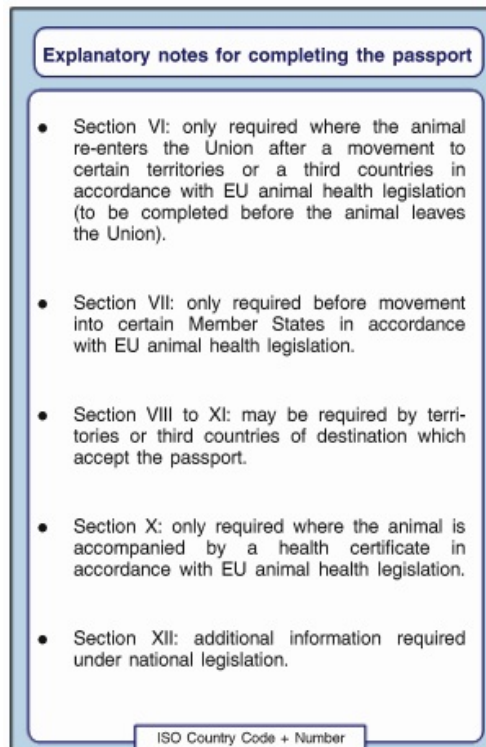 Explanatory notes for completing the passport
● Section VI: only required where the animal
re-enters the Union after a movement to
certain territories or a third countries in
accordance with EU animal health legislation
(to be completed before the animal leaves
the Union).
● Section VII: only required before movement
into certain Member States in accordance
with EU animal health legislation.
● Section VIII to XI: may be required by terri-
tories or third countries of destination which
accept the passport.
● Section X: only required where the animal is
accompanied by a health certificate in
accordance with EU animal health legislation.
● Section XII: additional information required
under national legislation.
ISO Country Code + Number